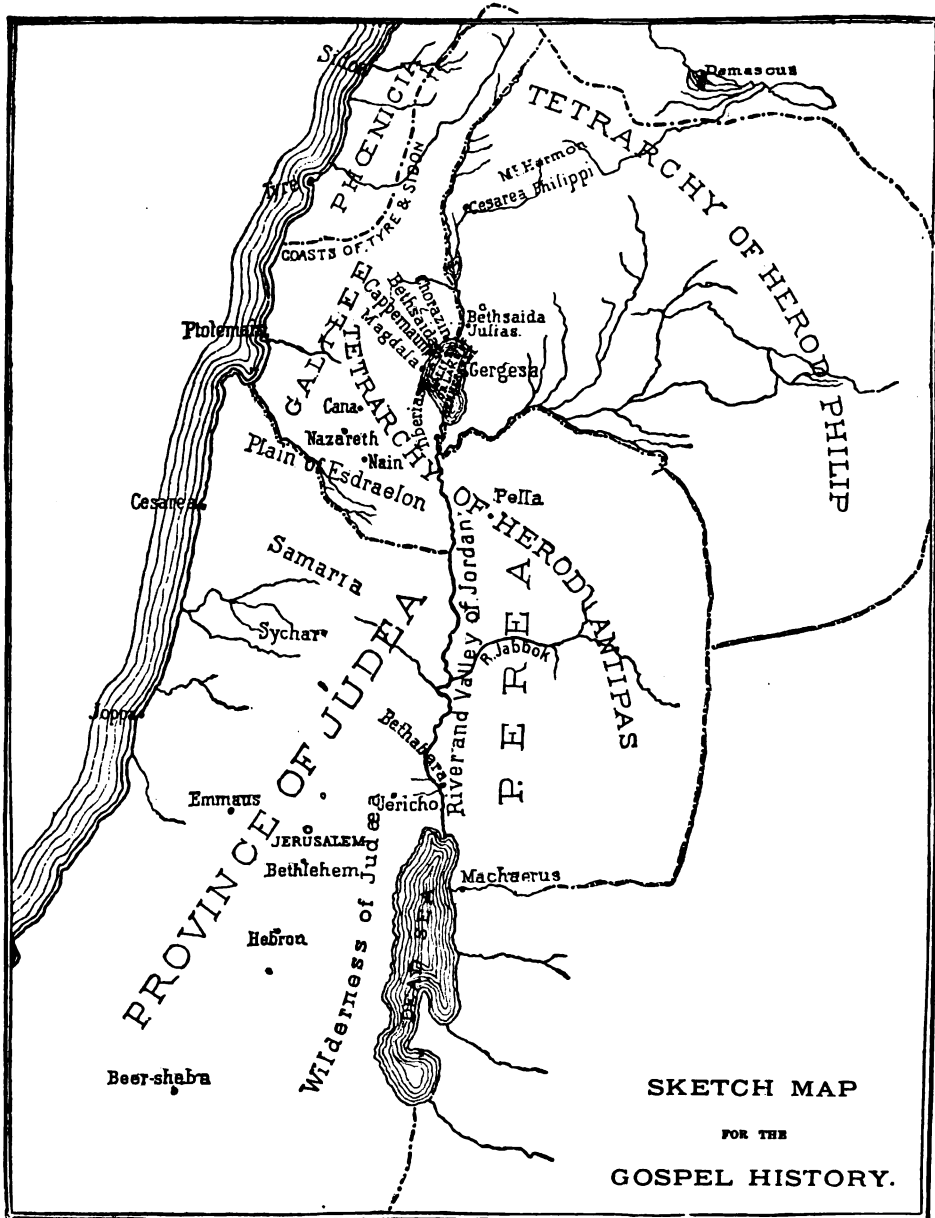 Sidon
Damascus
PHŒNICIA
TETRARCHY OF HEROD PHILIP
Mt. Harmon
Cesarea Philippi
Tyre
COASTS OF TYRE & SIDON
GALILEE
Chorazin
Bethsaida
Capernaum
Magdala
Bethsaida
Julias.
Ptolemais
Gergesa
TETRARCHY OF HEROD ANTIPAS
Tiberias
Cana
Nazareth
Nain
Plain of Esdraelon
Cesarea
Pella
Samaria
River and Valley of Jordan
PEREA
Sychar
R. Jabbok
PROVINCE OF JUDEA
Joppa
Bethabara
Emmaus
Jericho
JERUSALEM
Bethlehem
Wilderness of Judæa
Machaerus
DEAD SEA
Hebron
Beer-shaba
SKETCH MAP
FOR THE
GOSPEL HISTORY.